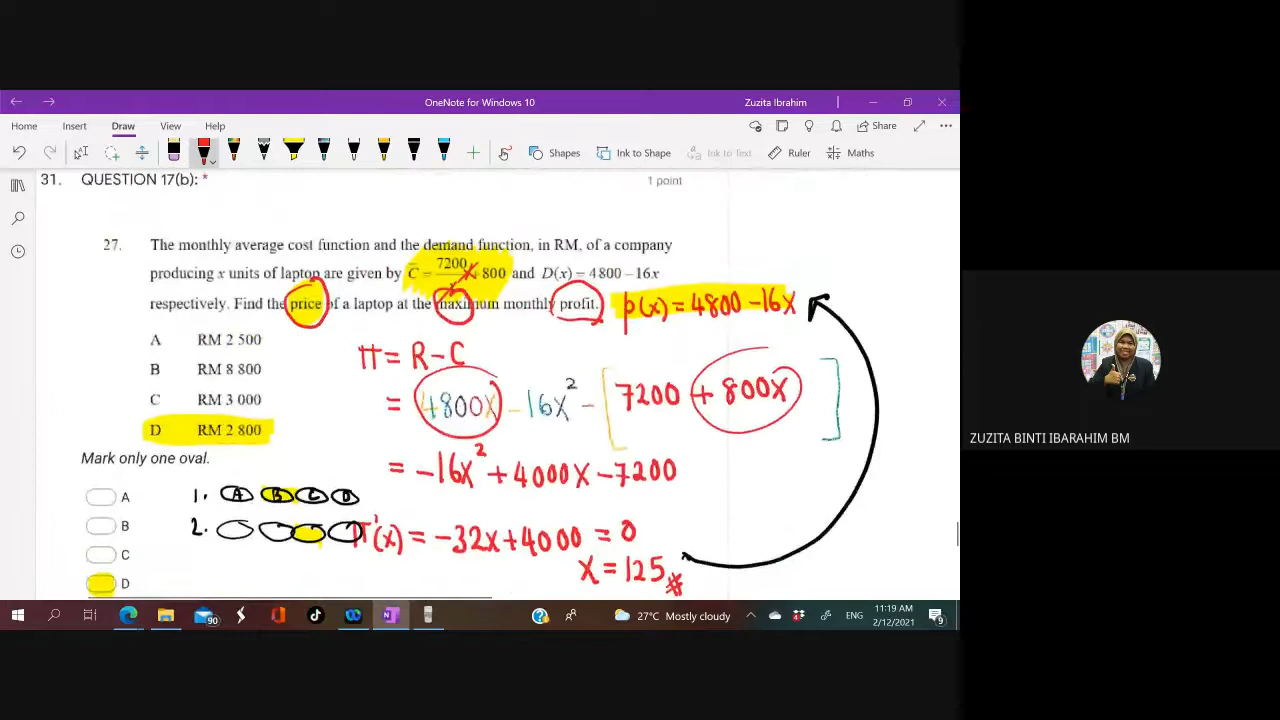 OneNote for Windows 10
Zuzita Ibrahim
Home Insert Draw View Help
Share
Shapes Ink to Shape Ink to Text Ruler Maths
31. QUESTION 17(b): *
1 point
27. The monthly average cost function and the demand function, in RM, of a company
producing x units of laptop are given by C̅ = 7200/x + 800 and D(x) = 4 800 – 16x
respectively. Find the price of a laptop at the maximum monthly profit.
p(x) = 4800 – 16x
A RM 2 500
B RM 8 800
C RM 3 000
D RM 2 800
π = R – C
= 4800x – 16x² – [7200 + 800x]
= –16x² + 4000x – 7200
π'(x) = –32x + 4000 = 0
x = 125 #
Mark only one oval.
A
B
C
D
1. A B C D
2.
90
27°C Mostly cloudy
4
ENG
11:19 AM
2/12/2021
9
ZUZITA BINTI IBARAHIM BM